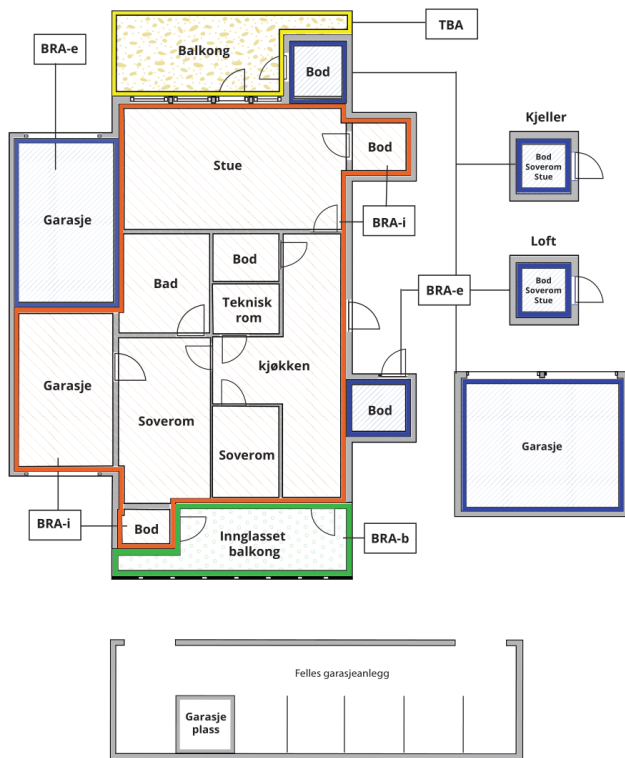 TBA
BRA-e
Balkong
Bod
Kjeller
Bod
Bod
Soverom
Stue
Stue
Garasje
BRA-i
Loft
Bod
Bad
Teknisk
rom
BRA-e
Bod
Soverom
Stue
kjøkken
Garasje
Bod
Soverom
Garasje
Soverom
BRA-i
Bod
Innglasset
balkong
BRA-b
Felles garasjeanlegg
Garasje
plass